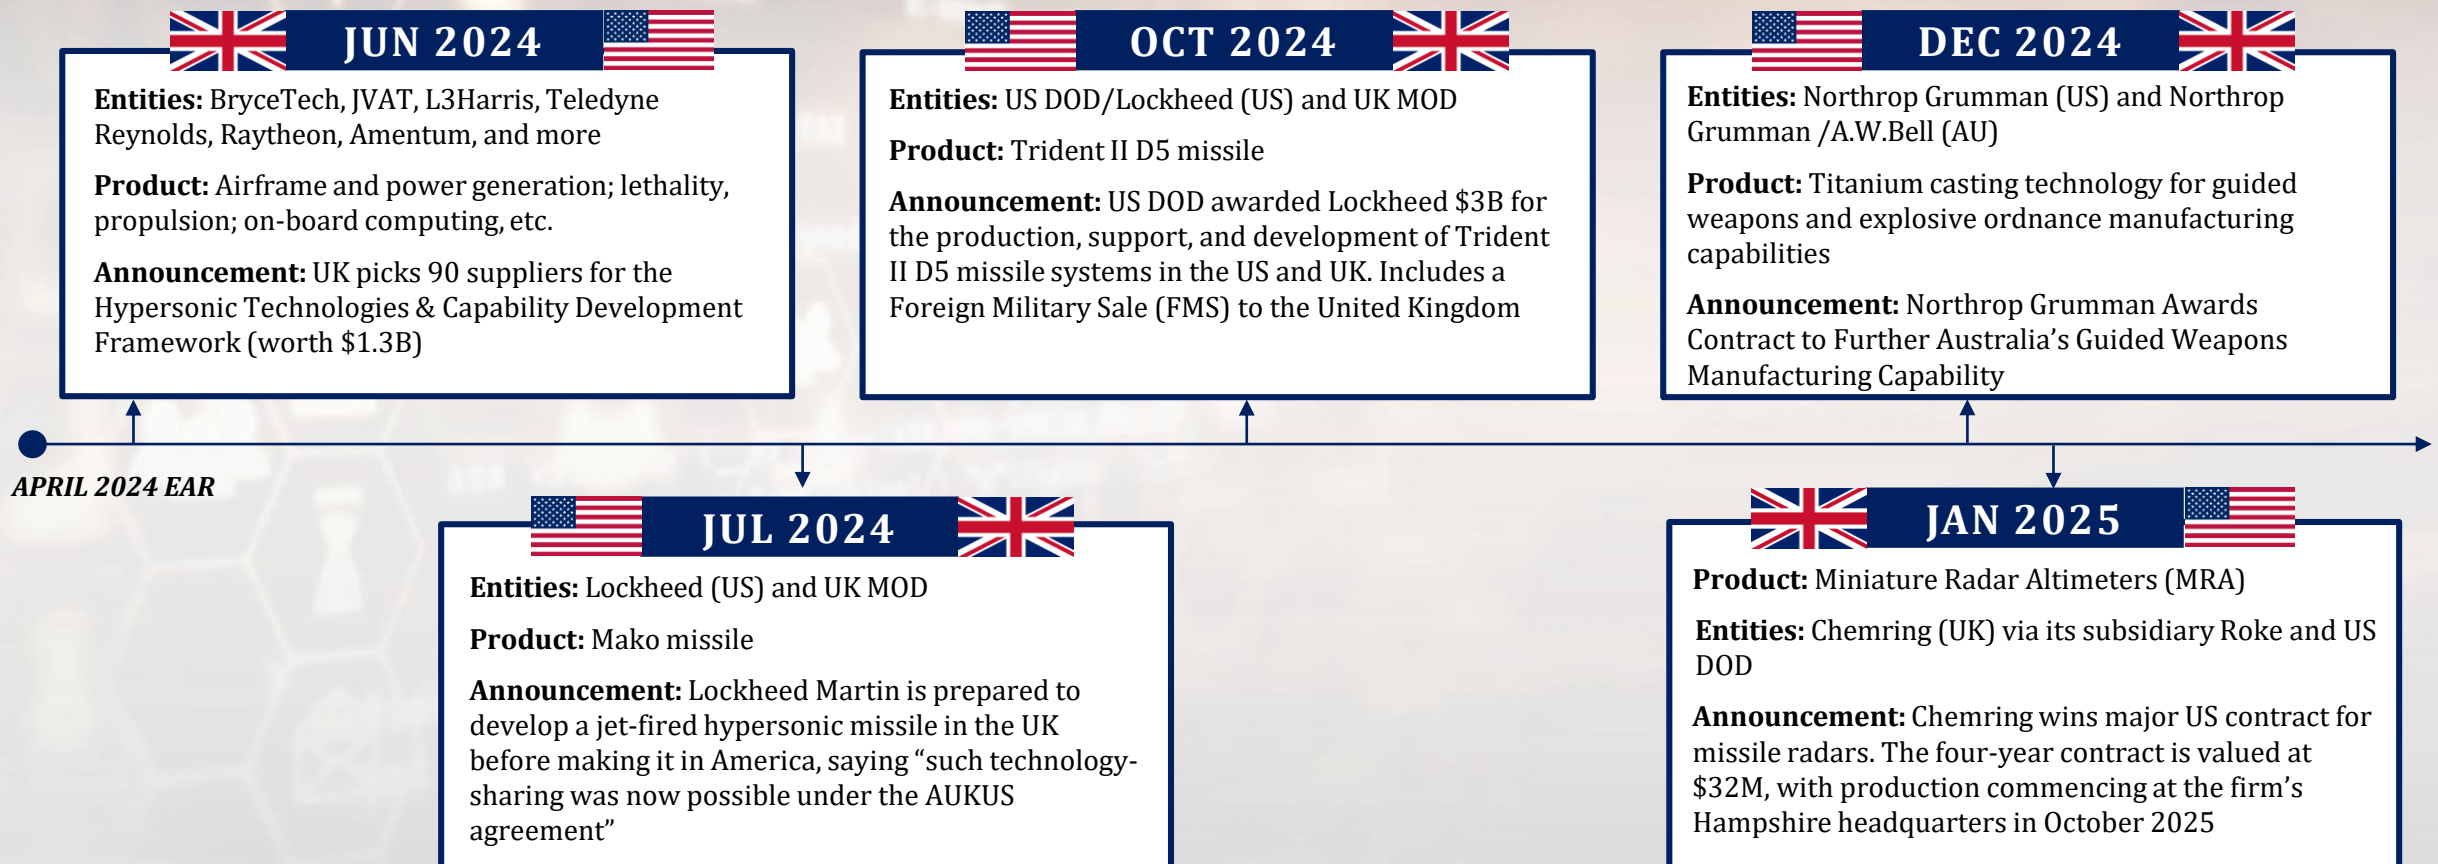 JUN 2024
Entities: BryceTech, JVAT, L3Harris, Teledyne
Reynolds, Raytheon, Amentum, and more
Product: Airframe and power generation; lethality,
propulsion; on-board computing, etc.
Announcement: UK picks 90 suppliers for the
Hypersonic Technologies & Capability Development
Framework (worth $1.3B)
OCT 2024
Entities: US DOD/Lockheed (US) and UK MOD
Product: Trident II D5 missile
Announcement: US DOD awarded Lockheed $3B for
the production, support, and development of Trident
II D5 missile systems in the US and UK. Includes a
Foreign Military Sale (FMS) to the United Kingdom
DEC 2024
Entities: Northrop Grumman (US) and Northrop
Grumman /A.W.Bell (AU)
Product: Titanium casting technology for guided
weapons and explosive ordnance manufacturing
capabilities
Announcement: Northrop Grumman Awards
Contract to Further Australia’s Guided Weapons
Manufacturing Capability
APRIL 2024 EAR
JUL 2024
Entities: Lockheed (US) and UK MOD
Product: Mako missile
Announcement: Lockheed Martin is prepared to
develop a jet-fired hypersonic missile in the UK
before making it in America, saying “such technology-
sharing was now possible under the AUKUS
agreement”
JAN 2025
Product: Miniature Radar Altimeters (MRA)
Entities: Chemring (UK) via its subsidiary Roke and US
DOD
Announcement: Chemring wins major US contract for
missile radars. The four-year contract is valued at
$32M, with production commencing at the firm’s
Hampshire headquarters in October 2025